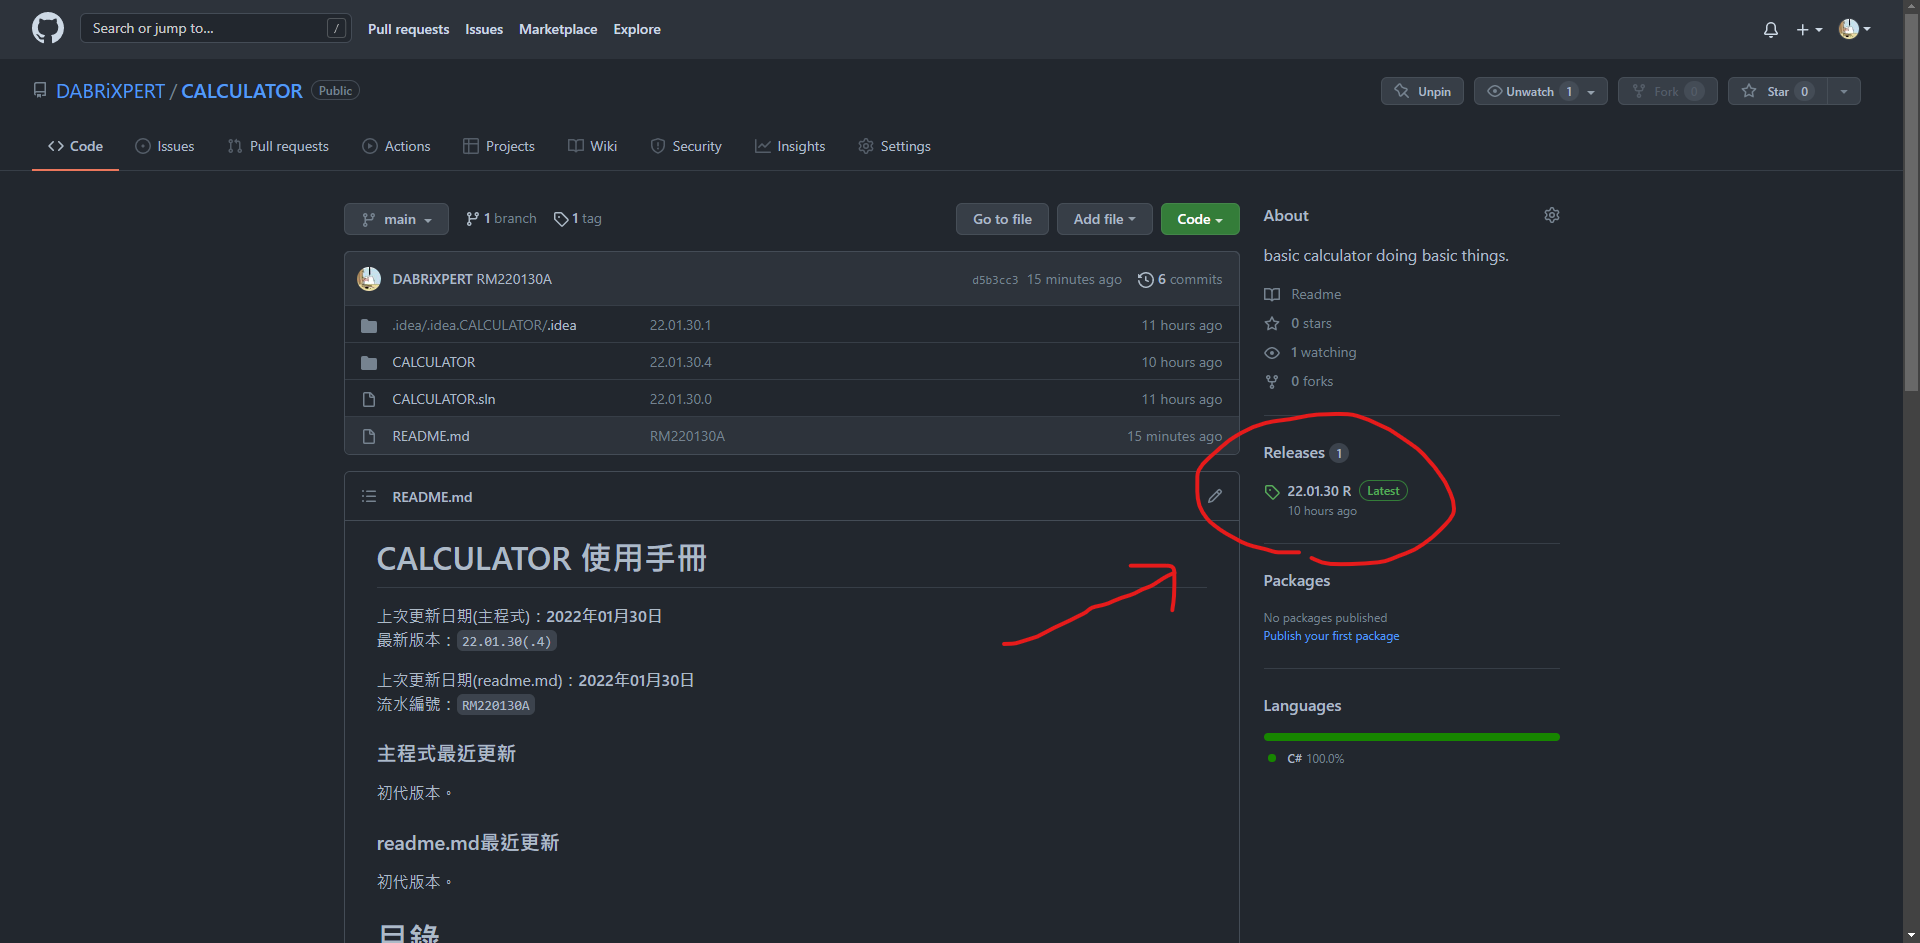 Search or jump to... /
Pull requests Issues Marketplace Explore
DABRiXPERT / CALCULATOR Public
Unpin Unwatch 1 Fork 0 Star 0
Code Issues Pull requests Actions Projects Wiki Security Insights Settings
main 1 branch 1 tag
Go to file Add file Code
DABRiXPERT RM220130A d5b3cc3 15 minutes ago 6 commits
.idea/.idea.CALCULATOR/.idea 22.01.30.1 11 hours ago
CALCULATOR 22.01.30.4 10 hours ago
CALCULATOR.sln 22.01.30.0 11 hours ago
README.md RM220130A 15 minutes ago
README.md
CALCULATOR 使用手冊
上次更新日期(主程式)：2022年01月30日
最新版本：22.01.30(.4)
上次更新日期(readme.md)：2022年01月30日
流水編號：RM220130A
主程式最近更新
初代版本。
readme.md最近更新
初代版本。
目錄
About
basic calculator doing basic things.
Readme
0 stars
1 watching
0 forks
Releases 1
22.01.30 R Latest
10 hours ago
Packages
No packages published
Publish your first package
Languages
C# 100.0%